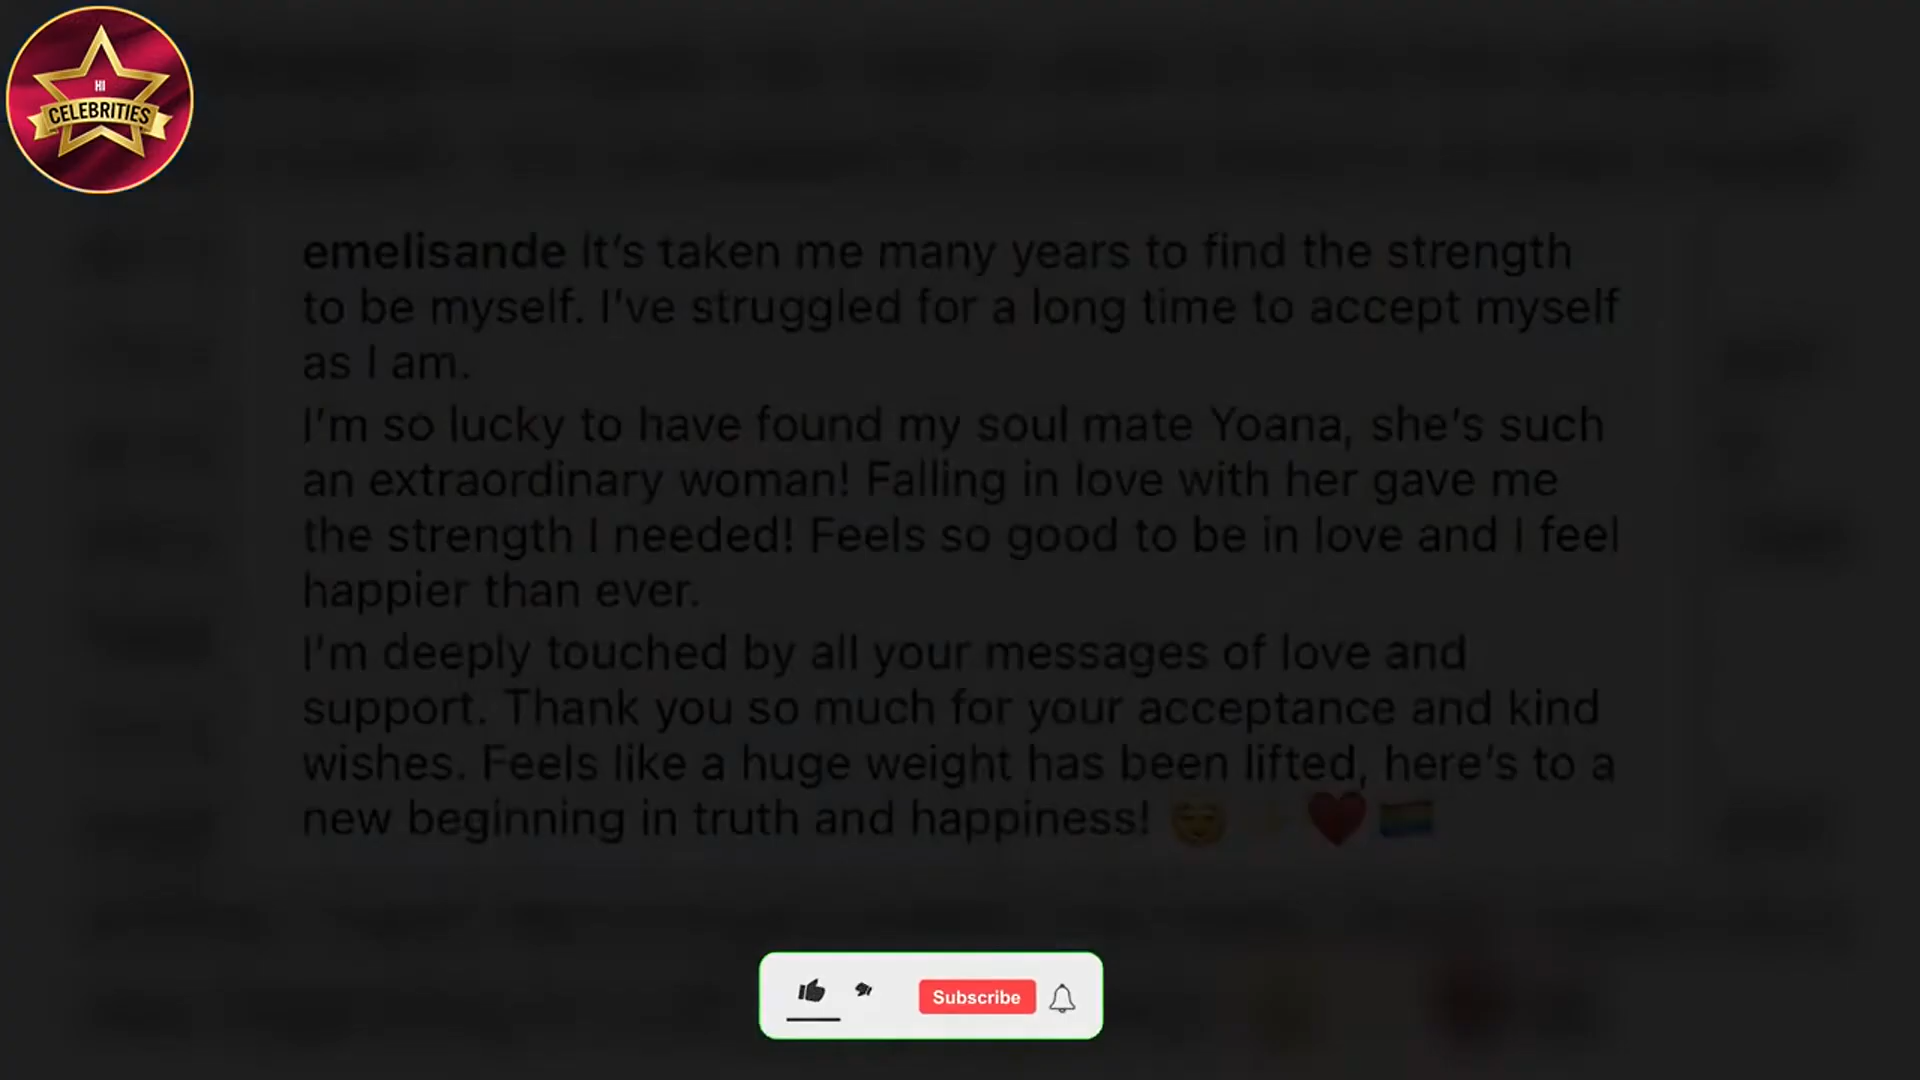 HI
CELEBRITIES
emelisande It's taken me many years to find the strength
to be myself. I've struggled for a long time to accept myself
as I am.
I'm so lucky to have found my soul mate Yoana, she's such
an extraordinary woman! Falling in love with her gave me
the strength I needed! Feels so good to be in love and I feel
happier than ever.
I'm deeply touched by all your messages of love and
support. Thank you so much for your acceptance and kind
wishes. Feels like a huge weight has been lifted, here's to a
new beginning in truth and happiness! 😊✨❤️🏳️‍🌈
Subscribe